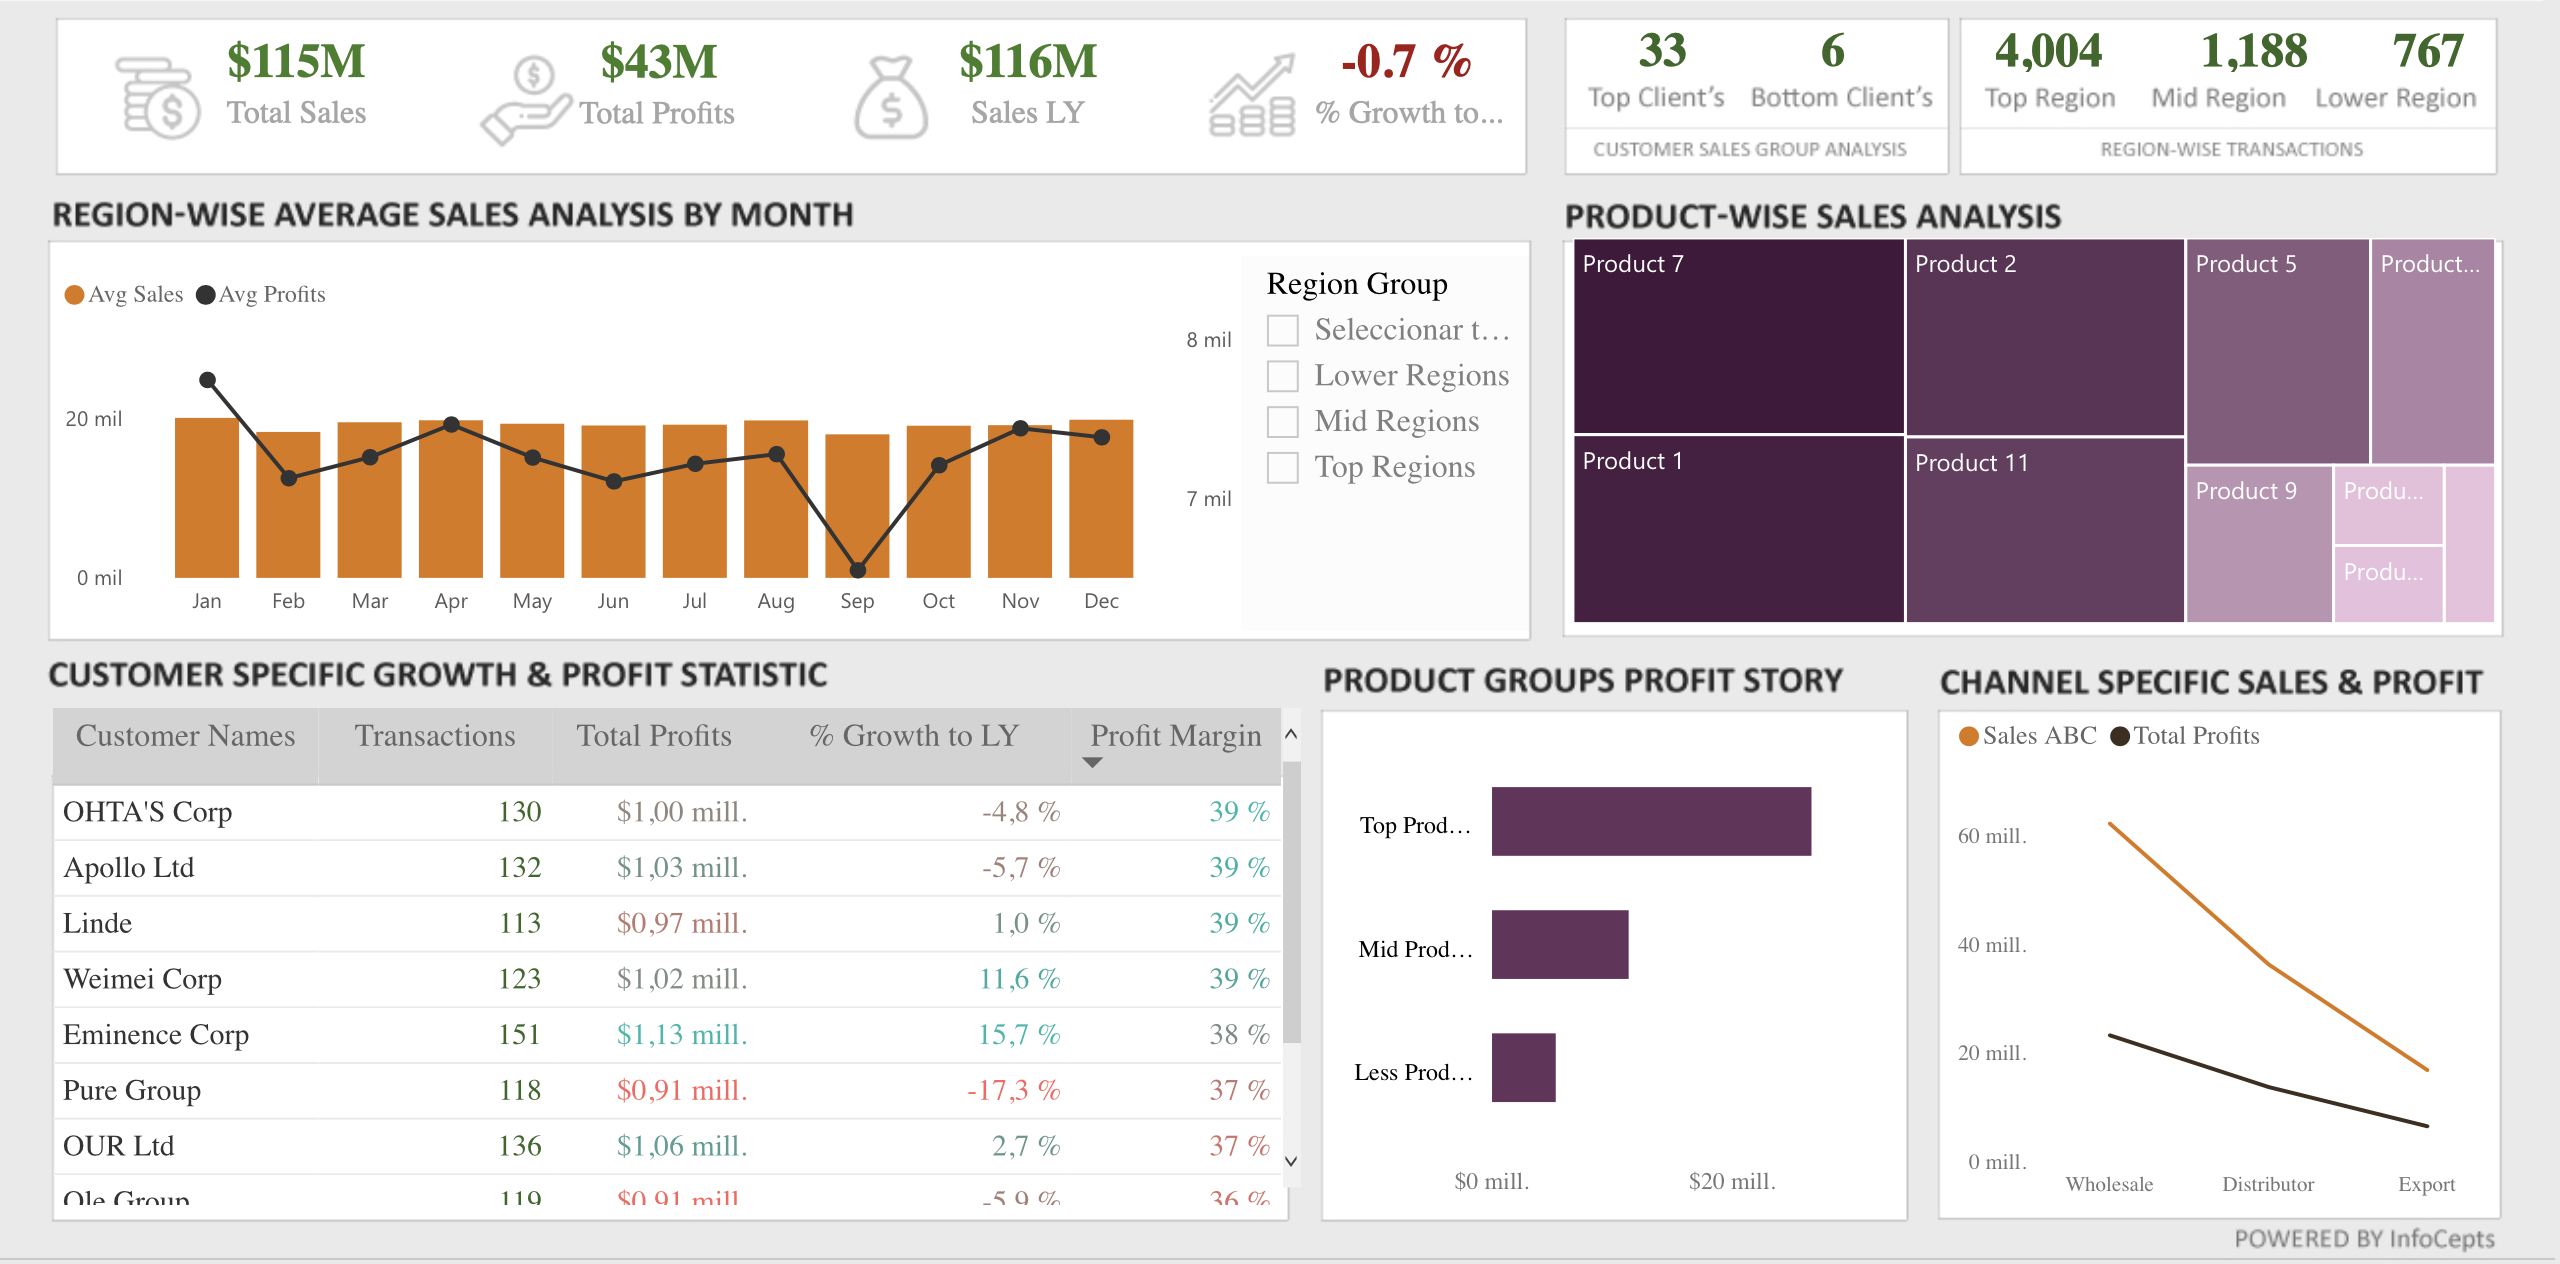 $115M
Total Sales
$43M
Total Profits
$116M
Sales LY
-0.7 %
% Growth to...
33
Top Client's
6
Bottom Client's
CUSTOMER SALES GROUP ANALYSIS
4,004
Top Region
1,188
Mid Region
767
Lower Region
REGION-WISE TRANSACTIONS
REGION-WISE AVERAGE SALES ANALYSIS BY MONTH
Avg Sales Avg Profits
20 mil
0 mil
8 mil
7 mil
Jan Feb Mar Apr May Jun Jul Aug Sep Oct Nov Dec
Region Group
Seleccionar t...
Lower Regions
Mid Regions
Top Regions
PRODUCT-WISE SALES ANALYSIS
Product 7
Product 2
Product 5
Product...
Product 1
Product 11
Product 9
Produ...
Produ...
CUSTOMER SPECIFIC GROWTH & PROFIT STATISTIC
Customer Names Transactions Total Profits % Growth to LY Profit Margin
OHTA'S Corp 130 $1,00 mill. -4,8 % 39 %
Apollo Ltd 132 $1,03 mill. -5,7 % 39 %
Linde 113 $0,97 mill. 1,0 % 39 %
Weimei Corp 123 $1,02 mill. 11,6 % 39 %
Eminence Corp 151 $1,13 mill. 15,7 % 38 %
Pure Group 118 $0,91 mill. -17,3 % 37 %
OUR Ltd 136 $1,06 mill. 2,7 % 37 %
Ole Group 119 $0,91 mill. -5,9 % 36 %
PRODUCT GROUPS PROFIT STORY
Top Prod...
Mid Prod...
Less Prod...
$0 mill. $20 mill.
CHANNEL SPECIFIC SALES & PROFIT
Sales ABC Total Profits
60 mill.
40 mill.
20 mill.
0 mill.
Wholesale Distributor Export
POWERED BY InfoCepts